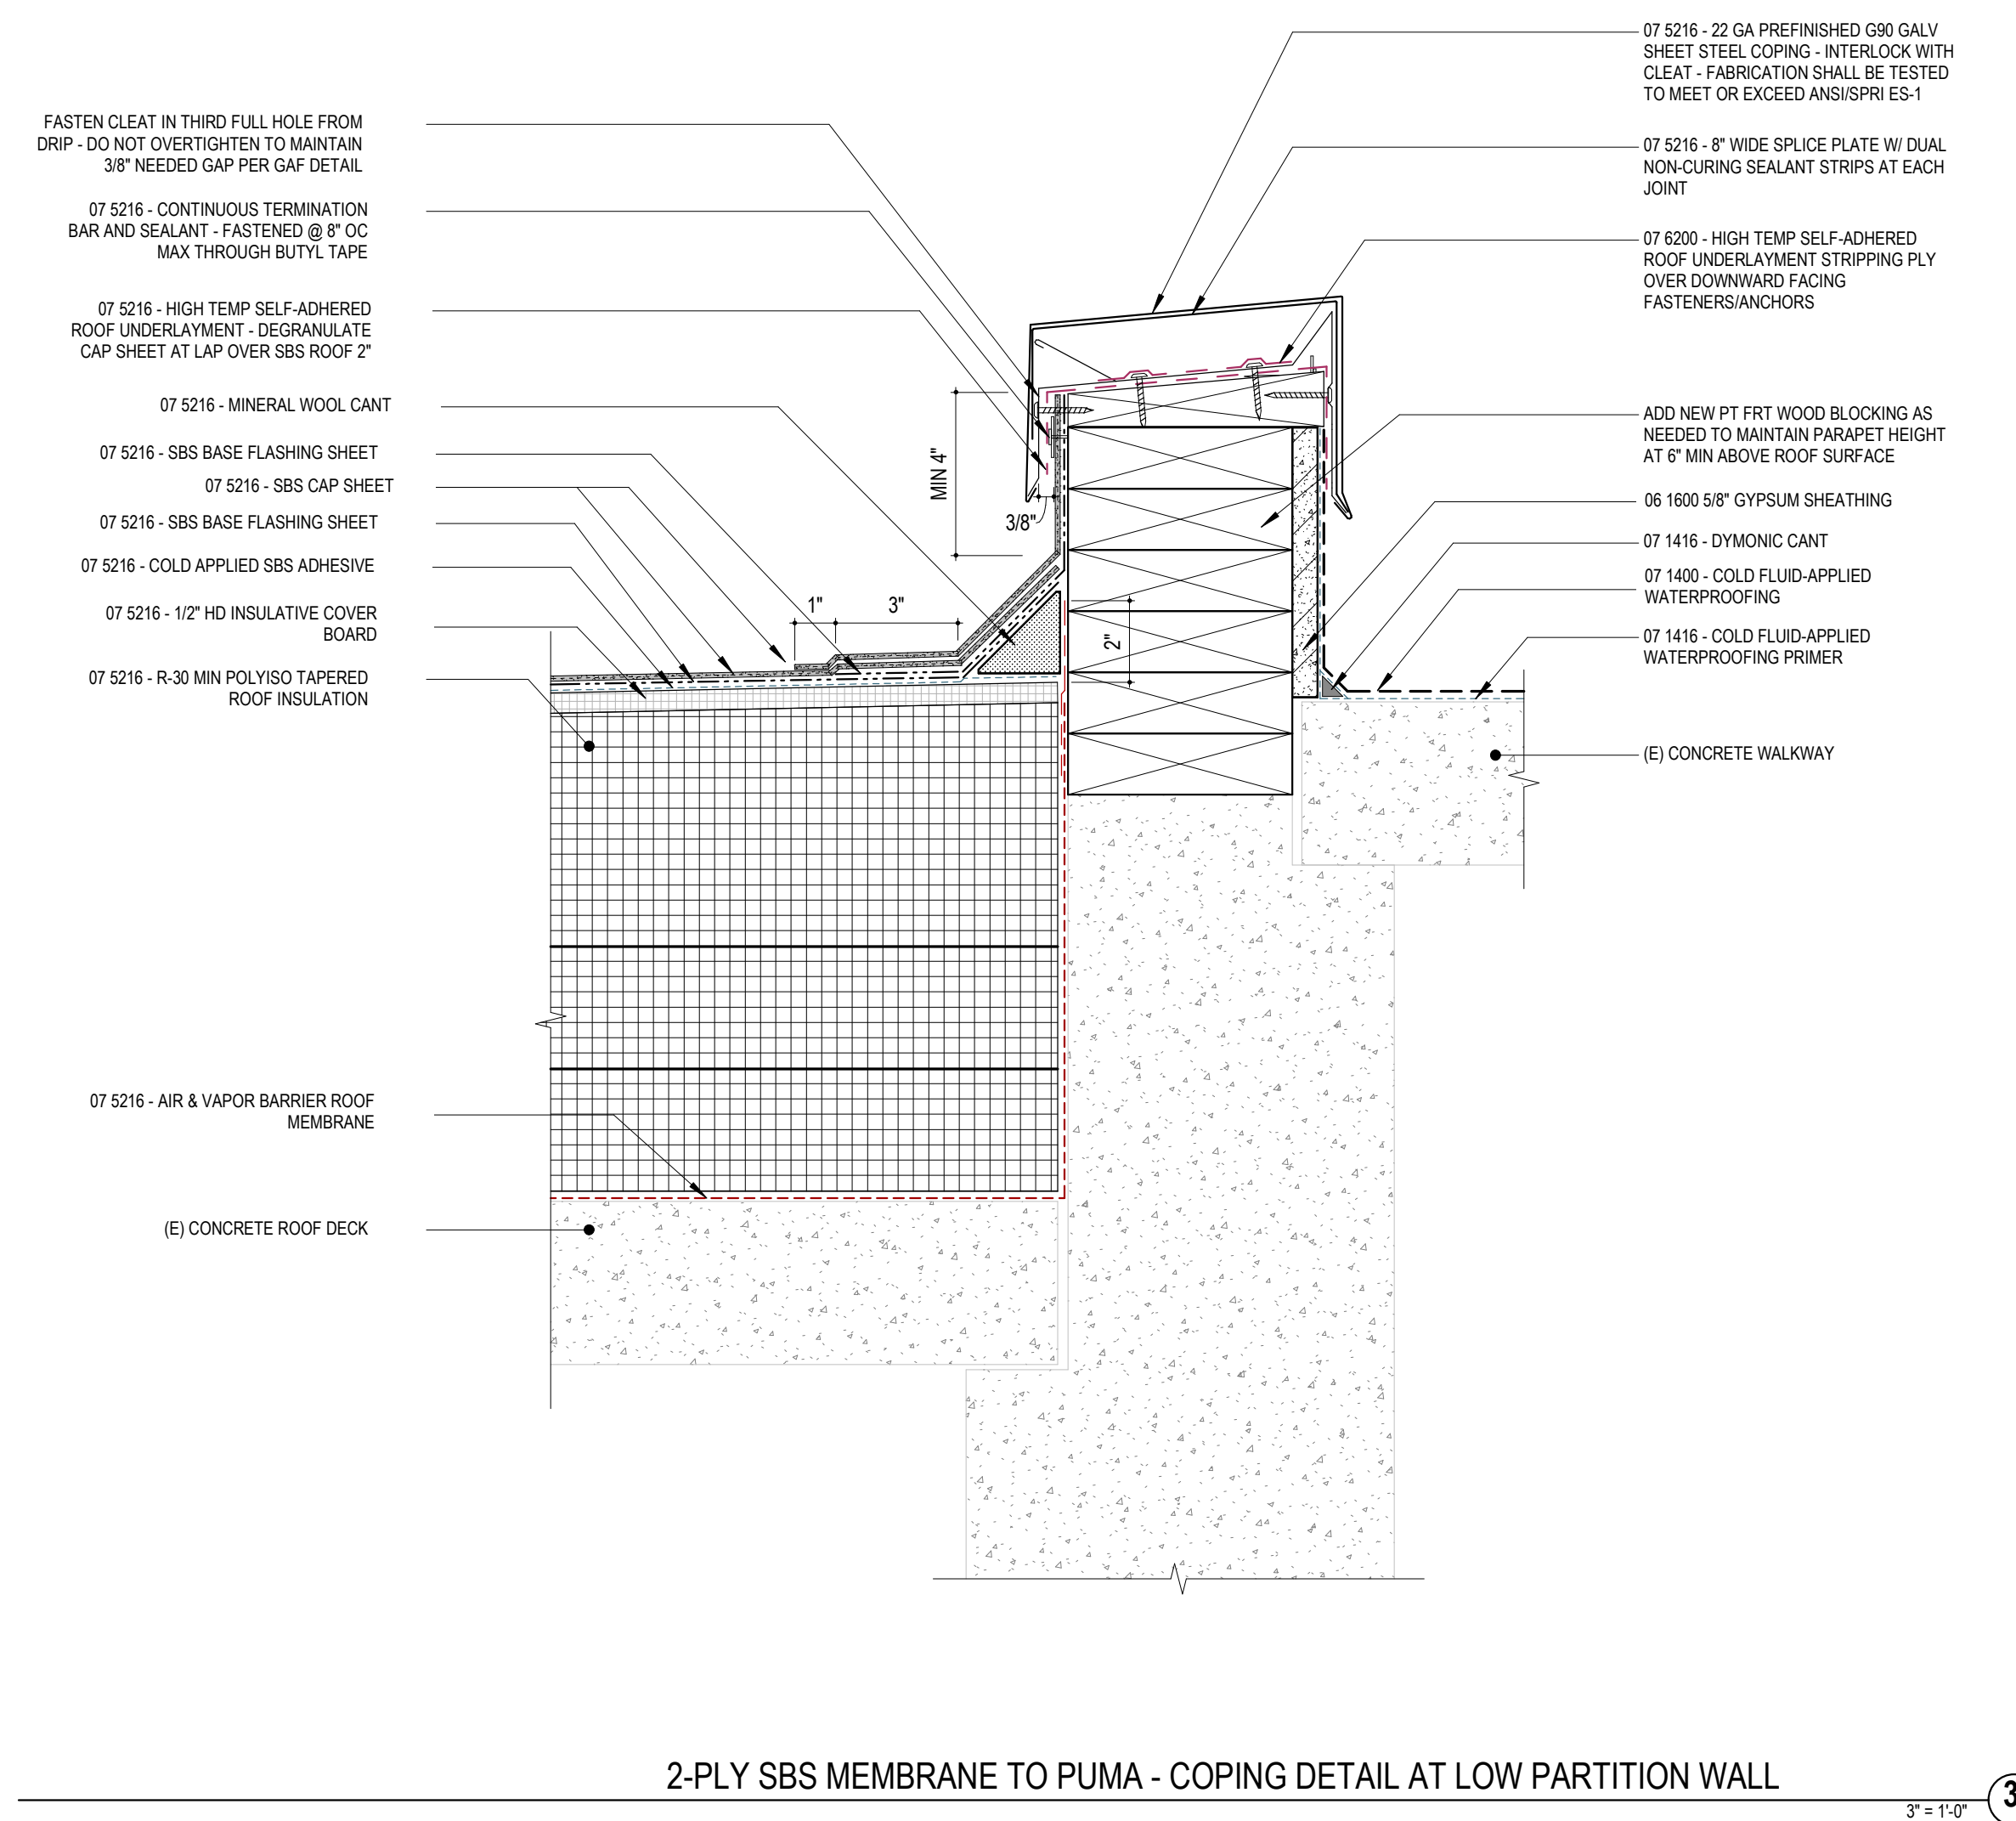 FASTEN CLEAT IN THIRD FULL HOLE FROM
DRIP - DO NOT OVERTIGHTEN TO MAINTAIN
3/8" NEEDED GAP PER GAF DETAIL
07 5216 - CONTINUOUS TERMINATION
BAR AND SEALANT - FASTENED @ 8" OC
MAX THROUGH BUTYL TAPE
07 5216 - HIGH TEMP SELF-ADHERED
ROOF UNDERLAYMENT - DEGRANULATE
CAP SHEET AT LAP OVER SBS ROOF 2"
07 5216 - MINERAL WOOL CANT
07 5216 - SBS BASE FLASHING SHEET
07 5216 - SBS CAP SHEET
07 5216 - SBS BASE FLASHING SHEET
07 5216 - COLD APPLIED SBS ADHESIVE
07 5216 - 1/2" HD INSULATIVE COVER
BOARD
07 5216 - R-30 MIN POLYISO TAPERED
ROOF INSULATION
07 5216 - AIR & VAPOR BARRIER ROOF
MEMBRANE
(E) CONCRETE ROOF DECK
MIN 4"
3/8"
1"
3"
2"
07 5216 - 22 GA PREFINISHED G90 GALV
SHEET STEEL COPING - INTERLOCK WITH
CLEAT - FABRICATION SHALL BE TESTED
TO MEET OR EXCEED ANSI/SPRI ES-1
07 5216 - 8" WIDE SPLICE PLATE W/ DUAL
NON-CURING SEALANT STRIPS AT EACH
JOINT
07 6200 - HIGH TEMP SELF-ADHERED
ROOF UNDERLAYMENT STRIPPING PLY
OVER DOWNWARD FACING
FASTENERS/ANCHORS
ADD NEW PT FRT WOOD BLOCKING AS
NEEDED TO MAINTAIN PARAPET HEIGHT
AT 6" MIN ABOVE ROOF SURFACE
06 1600 5/8" GYPSUM SHEATHING
07 1416 - DYMONIC CANT
07 1400 - COLD FLUID-APPLIED
WATERPROOFING
07 1416 - COLD FLUID-APPLIED
WATERPROOFING PRIMER
(E) CONCRETE WALKWAY
2-PLY SBS MEMBRANE TO PUMA - COPING DETAIL AT LOW PARTITION WALL
3" = 1'-0"
3